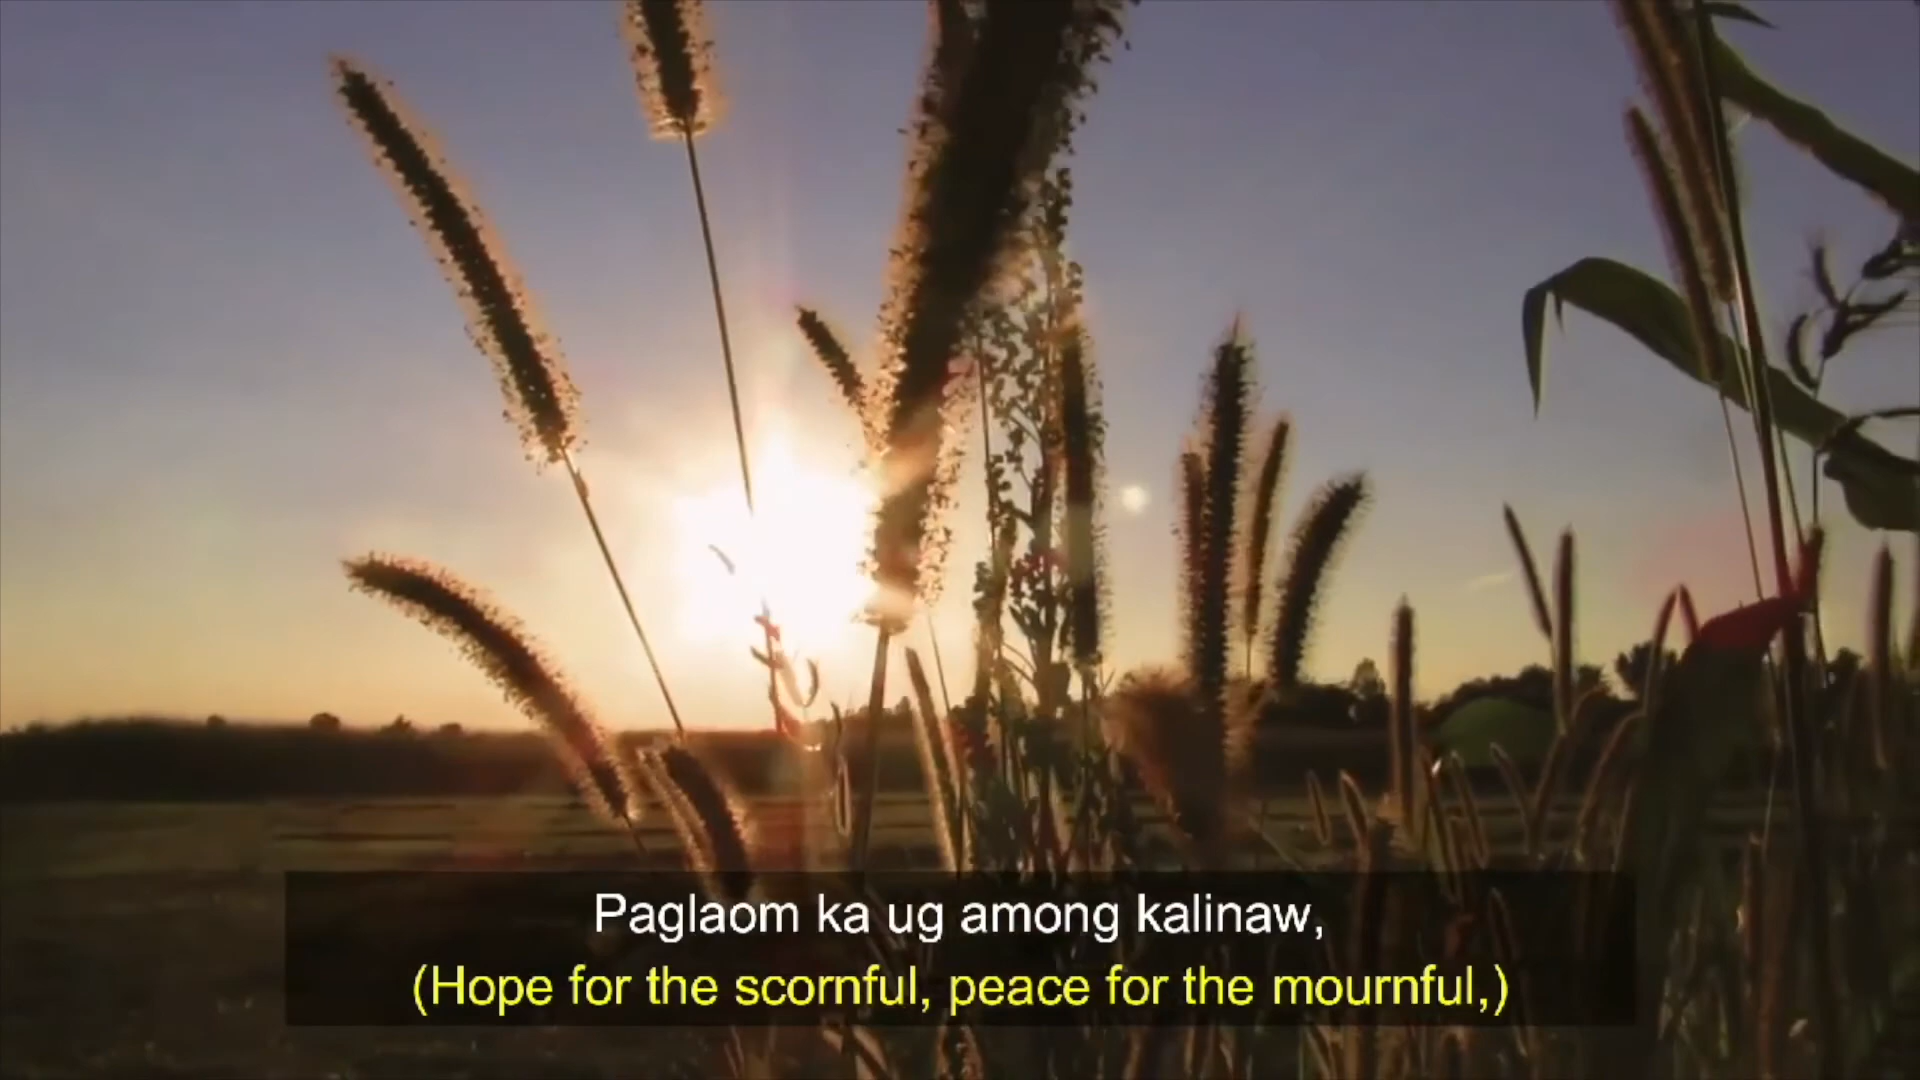 Paglaom ka ug among kalinaw,
(Hope for the scornful, peace for the mournful,)